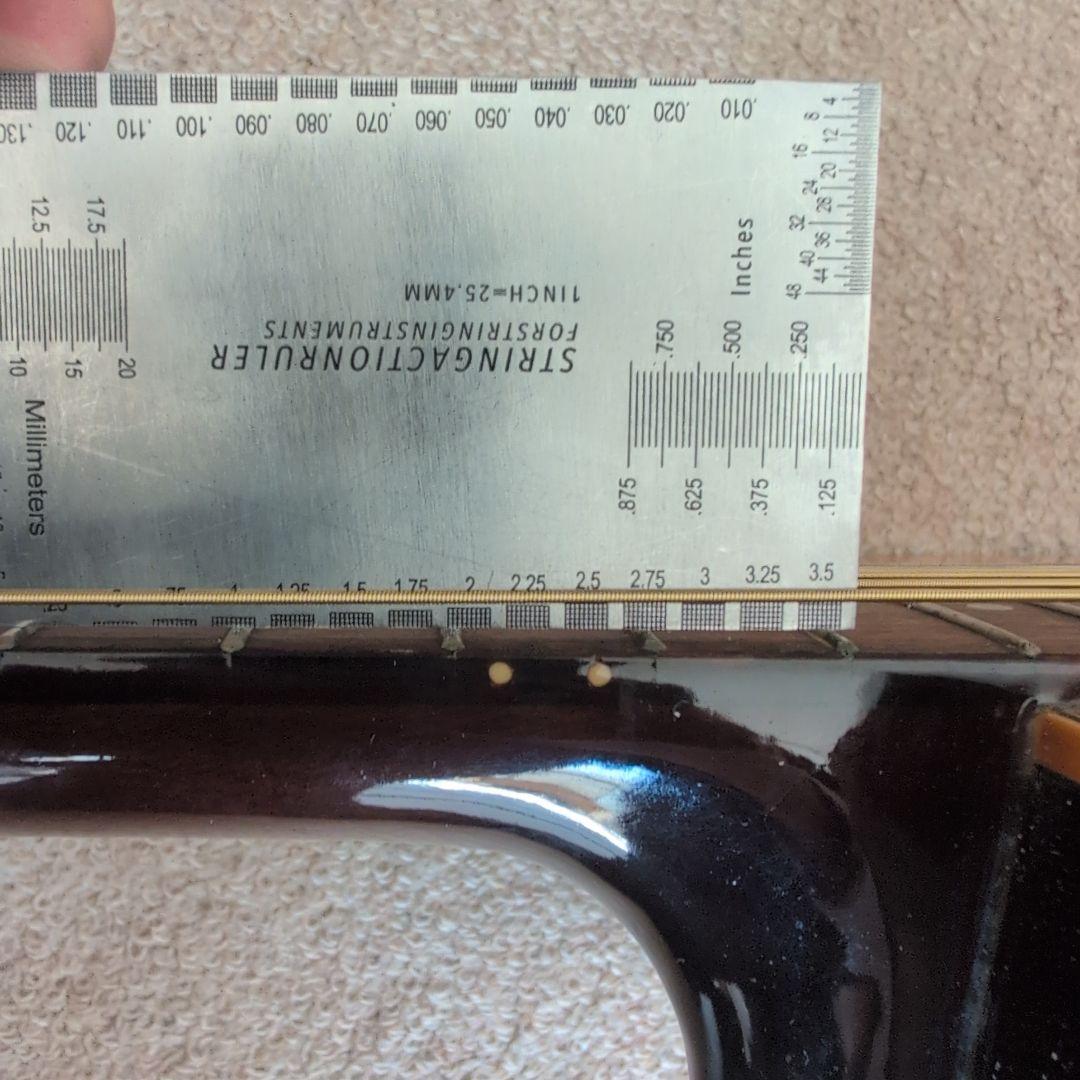 .120 .110 .100 .090 .080 .070 .060 .050 .040 .030 .020 .010
4
8
12
16
20
24
28
32
36
40
44
48
Inches
12.5 17.5
10 15 20
Millimeters
1INCH=25.4MM
FORSTRINGINSTRUMENTS
STRINGACTIONRULER
.750 .500 .250
.875 .625 .375 .125
1.25 1.5 1.75 2 2.25 2.5 2.75 3 3.25 3.5